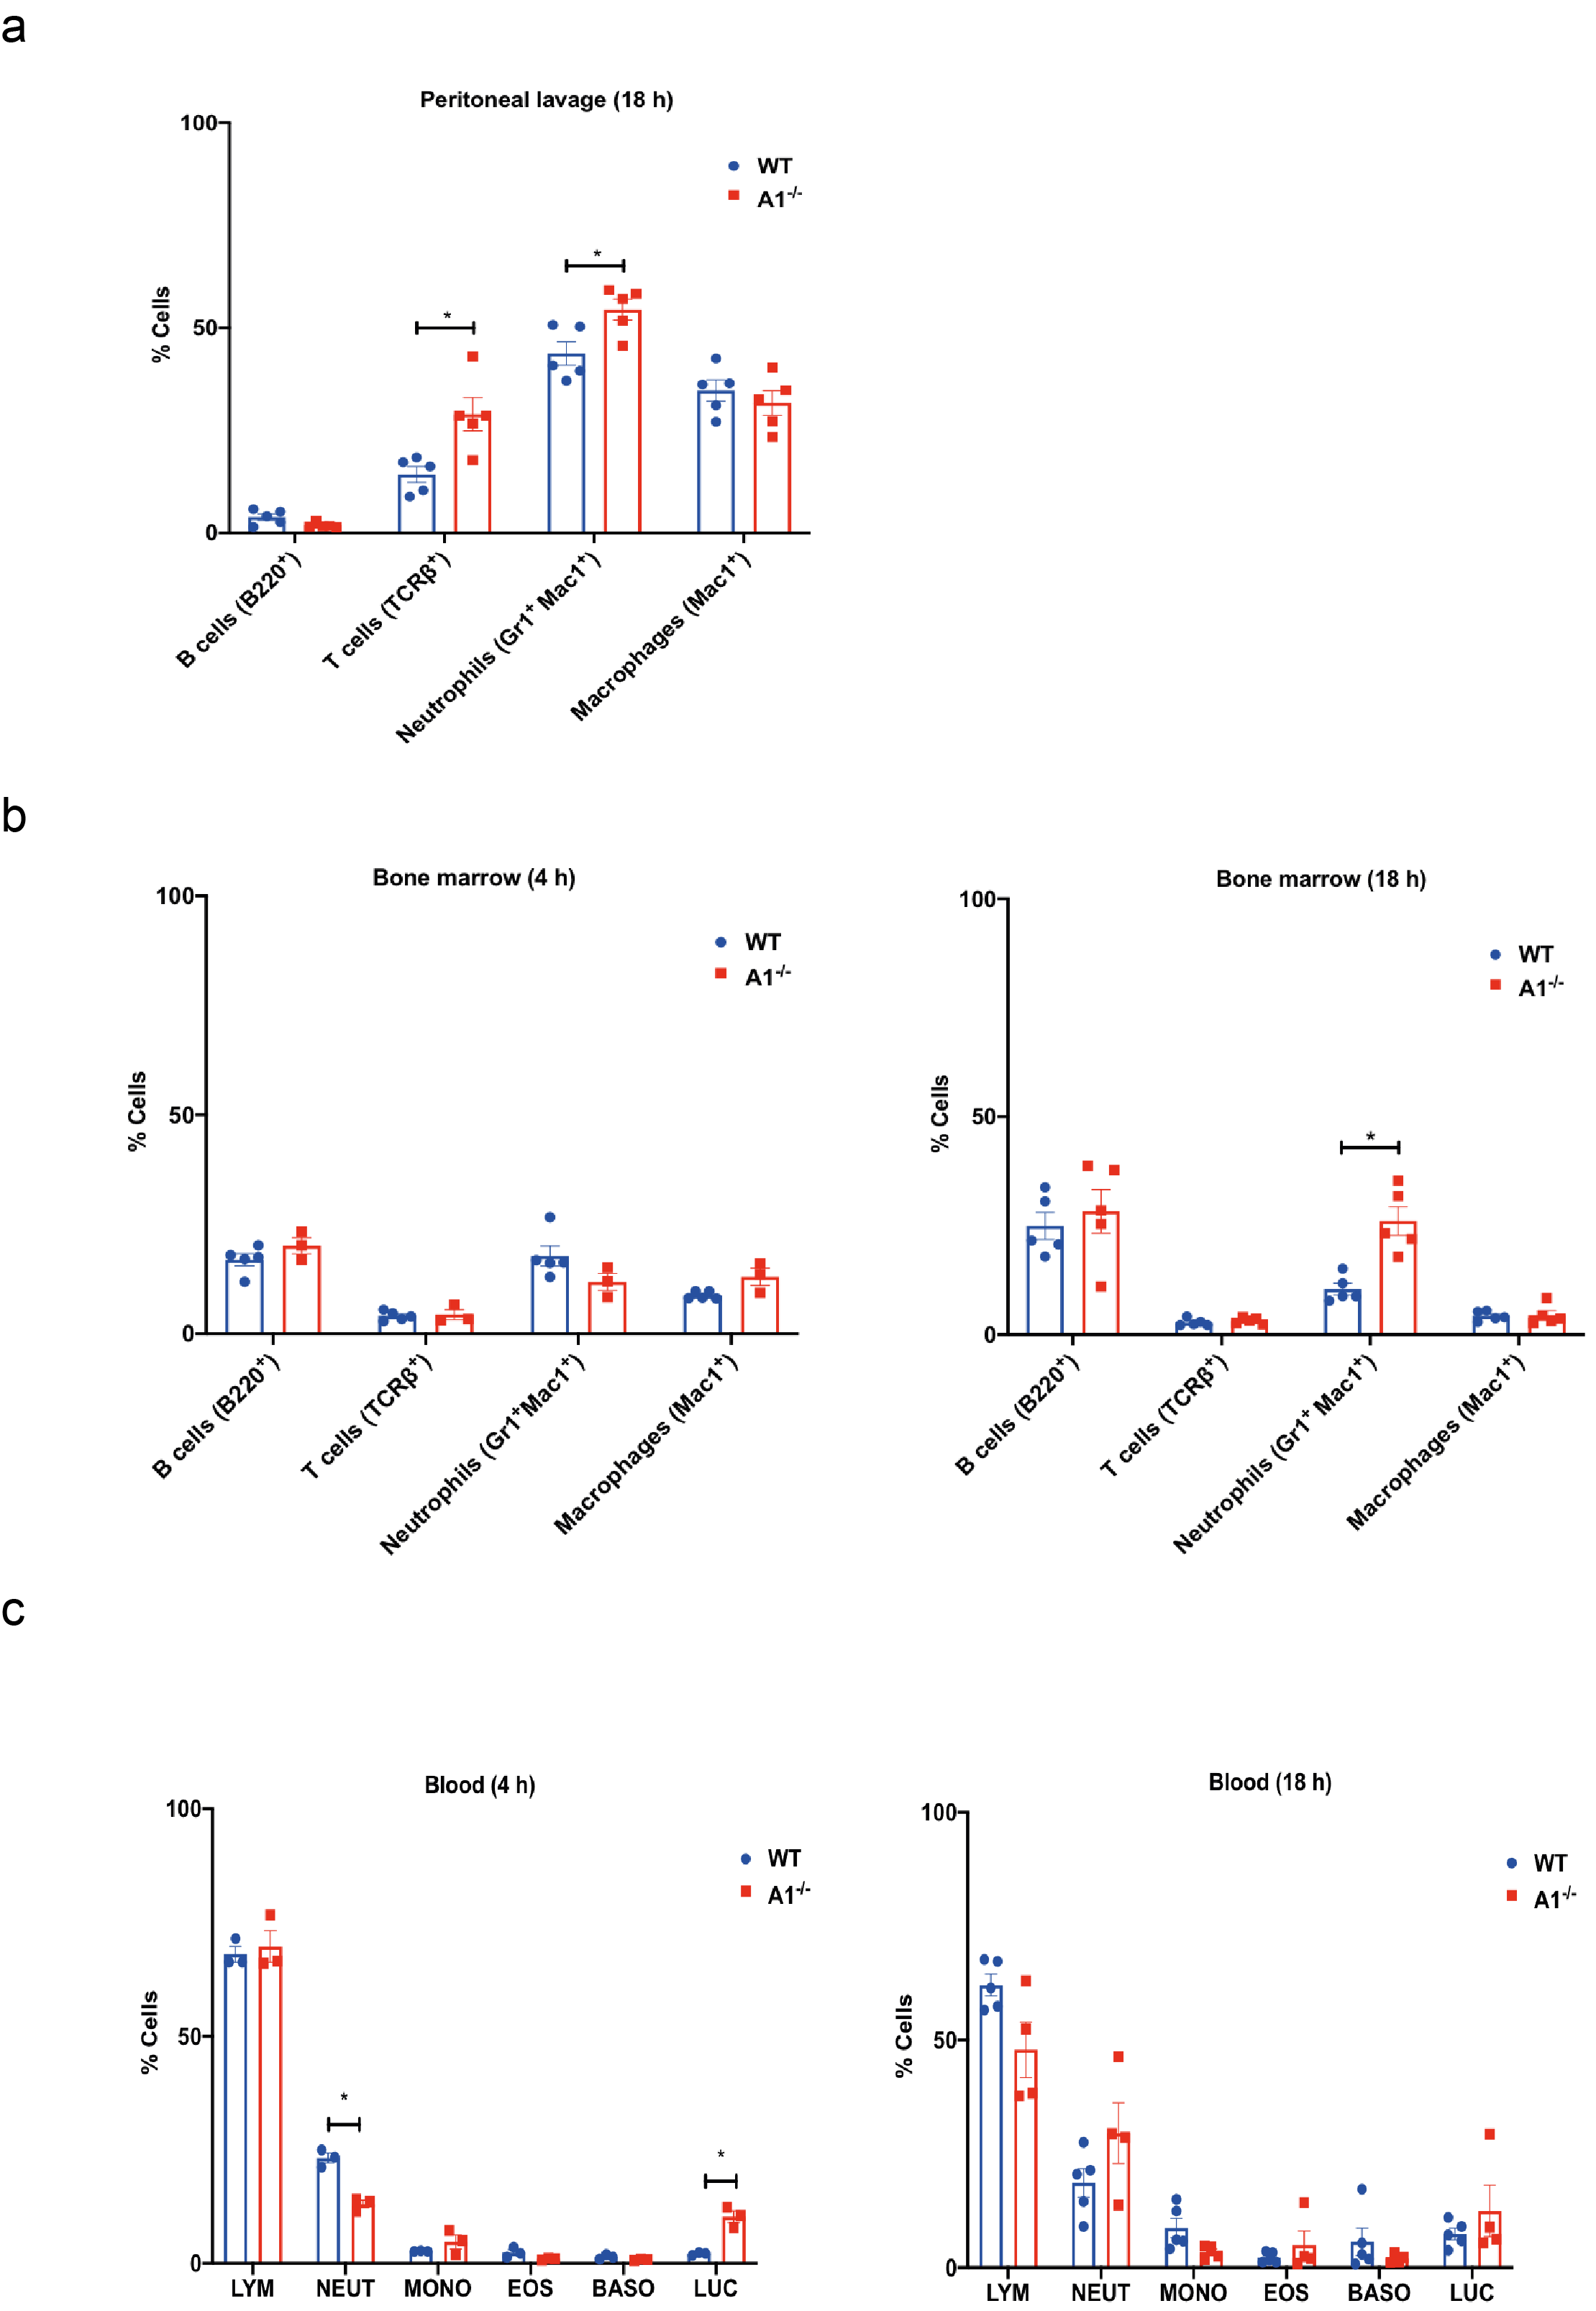 a
Peritoneal lavage (18 h)
100
50
0
% Cells
WT
A1-/-
*
*
B cells (B220+)
T cells (TCRβ+)
Neutrophils (Gr1+ Mac1+)
Macrophages (Mac1+)
b
Bone marrow (4 h)
100
50
0
% Cells
WT
A1-/-
B cells (B220+)
T cells (TCRβ+)
Neutrophils (Gr1+Mac1+)
Macrophages (Mac1+)
Bone marrow (18 h)
100
50
0
% Cells
WT
A1-/-
*
B cells (B220+)
T cells (TCRβ+)
Neutrophils (Gr1+ Mac1+)
Macrophages (Mac1+)
c
Blood (4 h)
100
50
0
% Cells
WT
A1-/-
*
*
LYM NEUT MONO EOS BASO LUC
Blood (18 h)
100
50
0
% Cells
WT
A1-/-
LYM NEUT MONO EOS BASO LUC